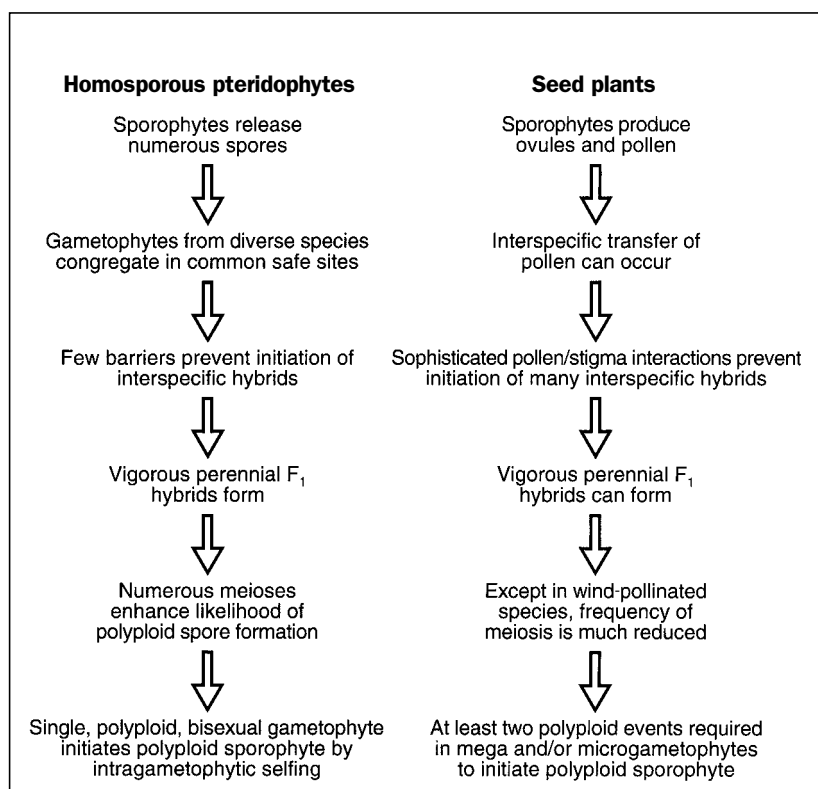 Homosporous pteridophytes
Sporophytes release
numerous spores
Gametophytes from diverse species
congregate in common safe sites
Few barriers prevent initiation of
interspecific hybrids
Vigorous perennial F₁
hybrids form
Numerous meioses
enhance likelihood of
polyploid spore formation
Single, polyploid, bisexual gametophyte
initiates polyploid sporophyte by
intragametophytic selfing
Seed plants
Sporophytes produce
ovules and pollen
Interspecific transfer of
pollen can occur
Sophisticated pollen/stigma interactions prevent
initiation of many interspecific hybrids
Vigorous perennial F₁
hybrids can form
Except in wind-pollinated
species, frequency of
meiosis is much reduced
At least two polyploid events required
in mega and/or microgametophytes
to initiate polyploid sporophyte